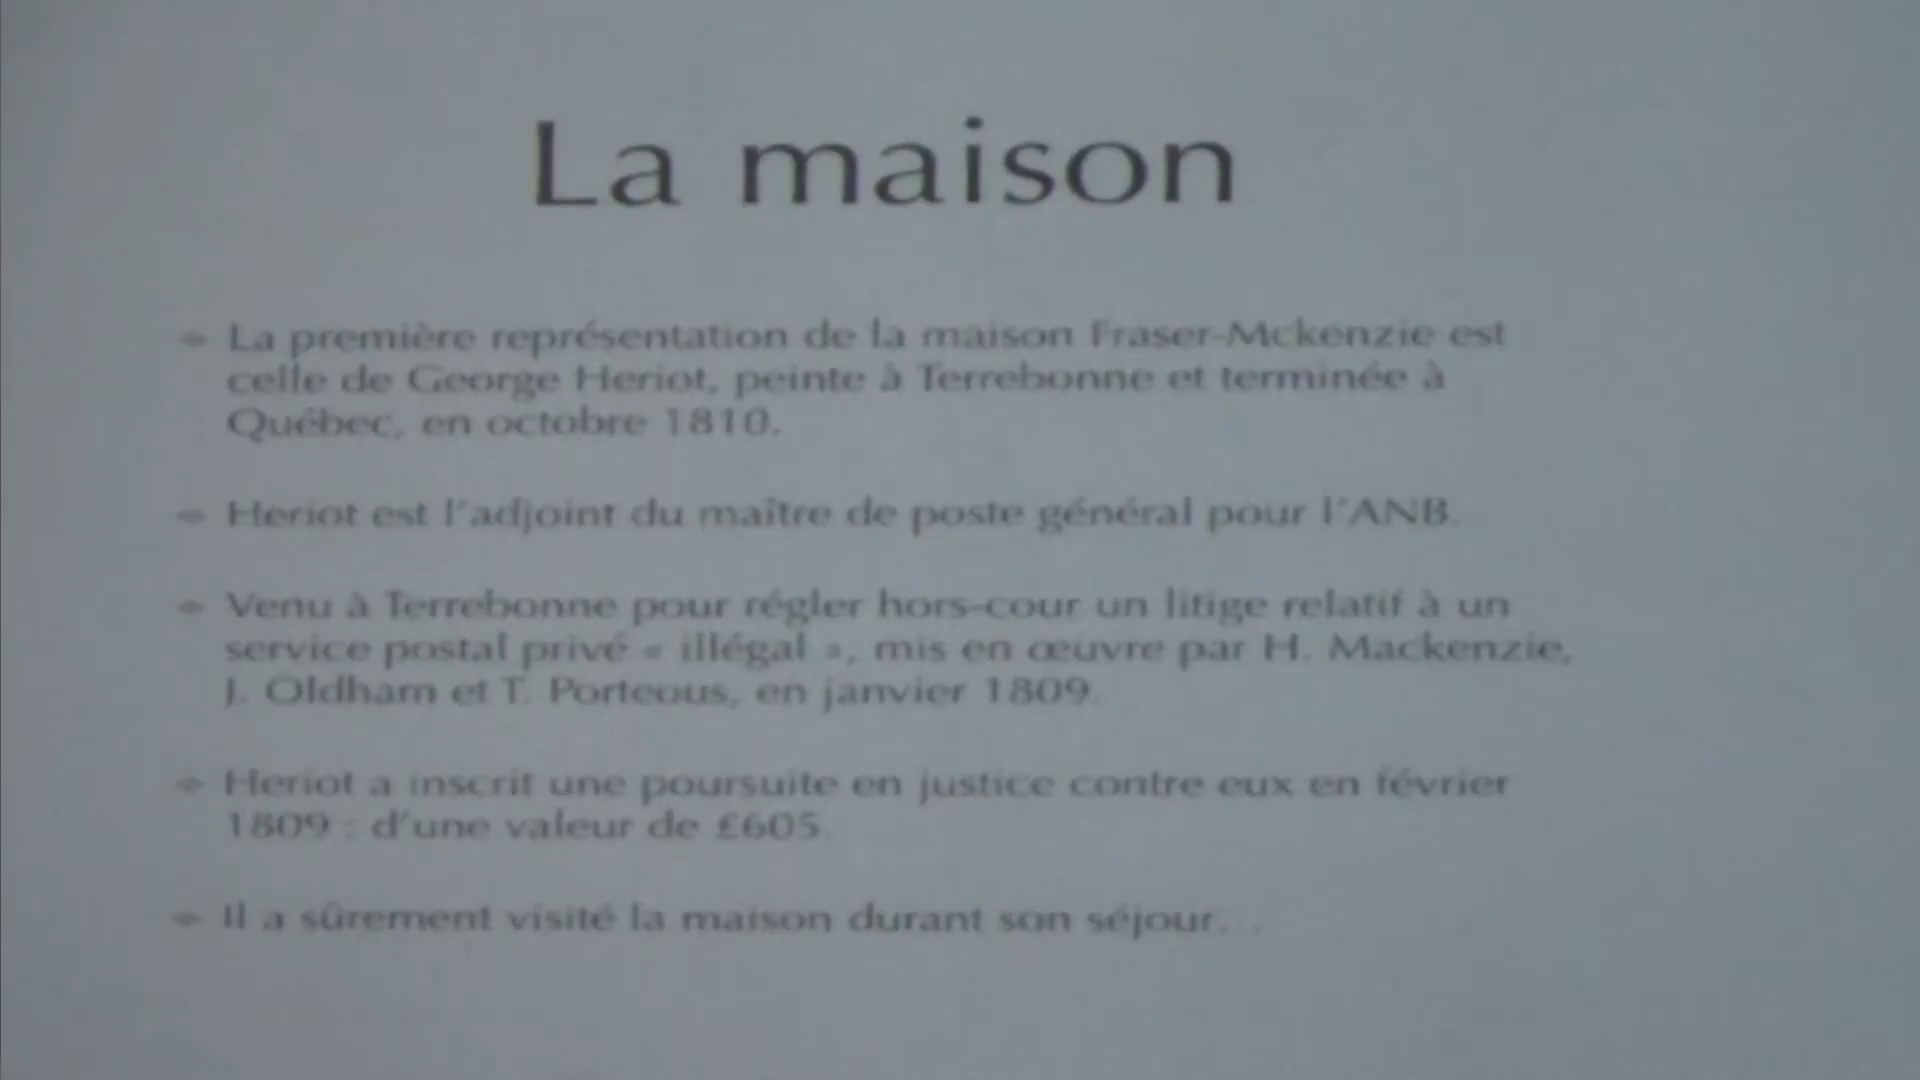 La maison
La première représentation de la maison Fraser-Mckenzie est
celle de George Heriot, peinte à Terrebonne et terminée à
Québec, en octobre 1810.
Heriot est l'adjoint du maître de poste général pour l'ANB.
Venu à Terrebonne pour régler hors-cour un litige relatif à un
service postal privé « illégal », mis en œuvre par H. Mackenzie,
J. Oldham et T. Porteous, en janvier 1809.
Heriot a inscrit une poursuite en justice contre eux en février
1809 : d'une valeur de £605.
Il a sûrement visité la maison durant son séjour...